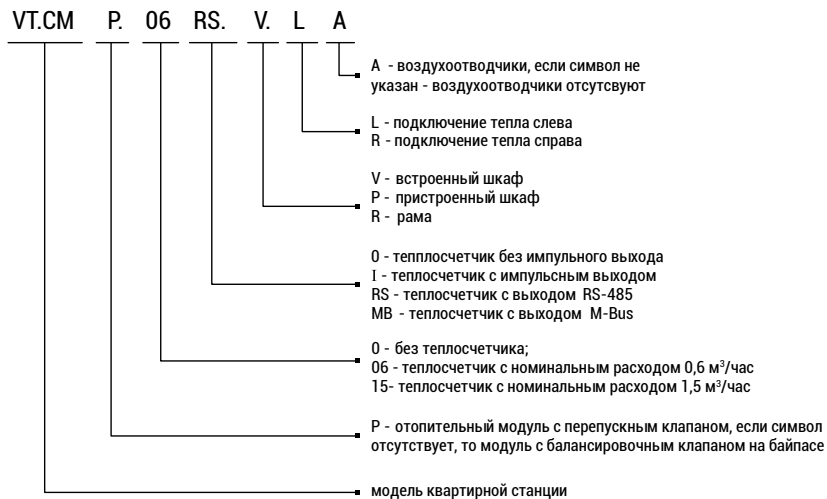 VT.CM P. 06 RS. V. L A
A - воздухоотводчики, если символ не
указан - воздухоотводчики отсутсвуют
L - подключение тепла слева
R - подключение тепла справа
V - встроенный шкаф
P - пристроенный шкаф
R - рама
0 - тепплосчетчик без импульного выхода
I - теплосчетчик с импульсным выходом
RS - теплосчетчик с выходом RS-485
MB - теплосчетчик с выходом M-Bus
0 - без теплосчетчика;
06 - теплосчетчик с номинальным расходом 0,6 м³/час
15- теплосчетчик с номинальным расходом 1,5 м³/час
P - отопительный модуль с перепускным клапаном, если символ
отсутствует, то модуль с балансировочным клапаном на байпасе
модель квартирной станции